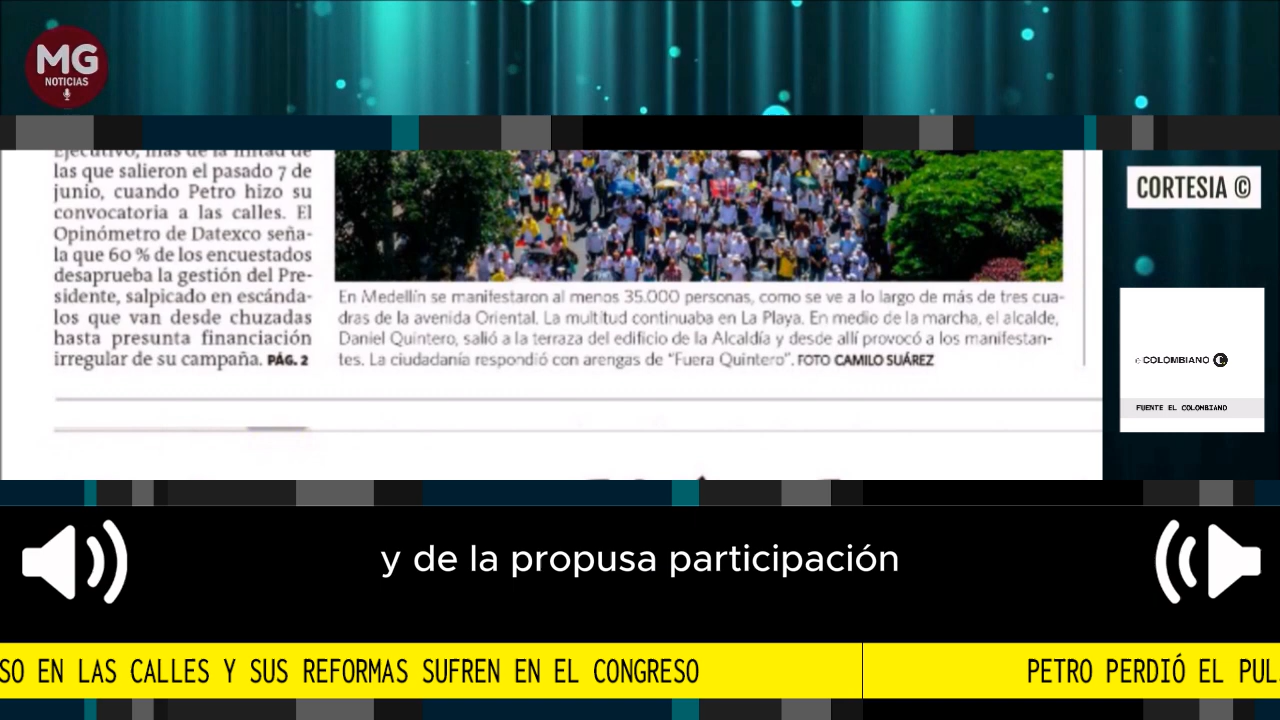 MG
NOTICIAS
Ejecutivo, más de la mitad de
las que salieron el pasado 7 de
junio, cuando Petro hizo su
convocatoria a las calles. El
Opinómetro de Datexco seña-
la que 60 % de los encuestados
desaprueba la gestión del Pre-
sidente, salpicado en escánda-
los que van desde chuzadas
hasta presunta financiación
irregular de su campaña. PÁG. 2
En Medellín se manifestaron al menos 35.000 personas, como se ve a lo largo de más de tres cua-
dras de la avenida Oriental. La multitud continuaba en La Playa. En medio de la marcha, el alcalde,
Daniel Quintero, salió a la terraza del edificio de la Alcaldía y desde allí provocó a los manifestan-
tes. La ciudadanía respondió con arengas de “Fuera Quintero”. FOTO CAMILO SUÁREZ
CORTESIA ©
COLOMBIANO C
FUENTE EL COLOMBIANO
y de la propusa participación
SO EN LAS CALLES Y SUS REFORMAS SUFREN EN EL CONGRESO
PETRO PERDIÓ EL PUL